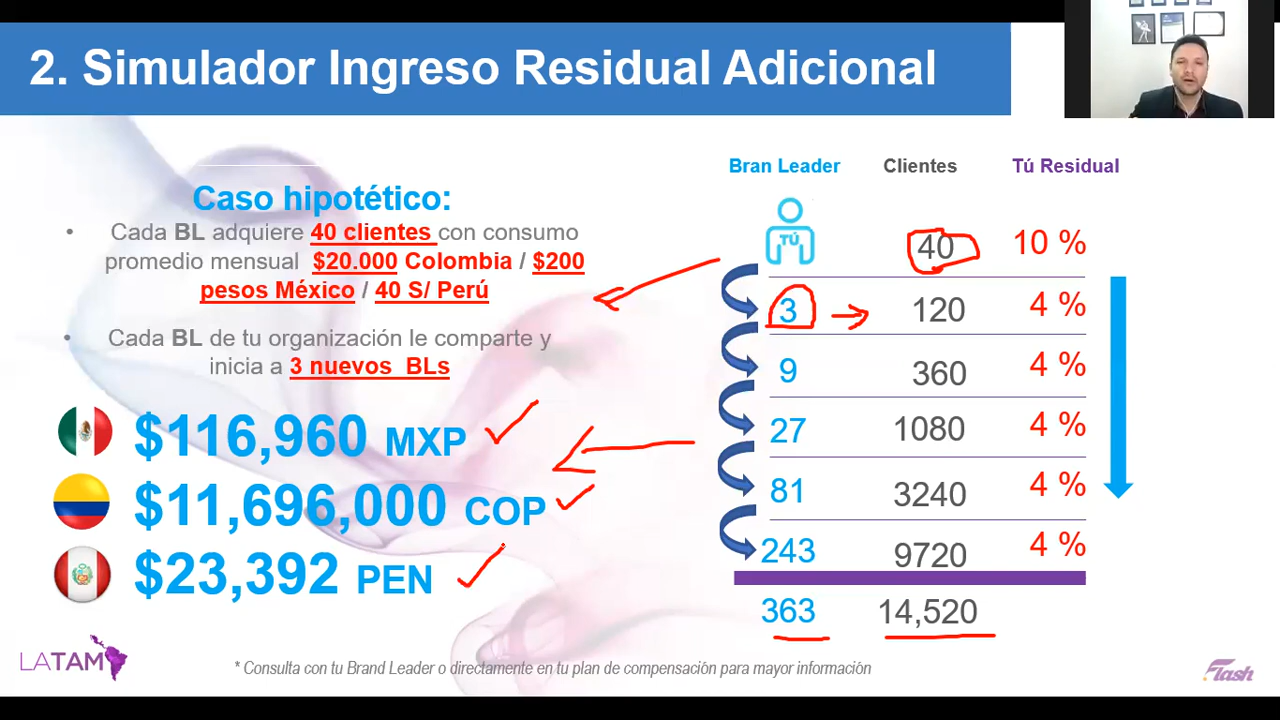 2. Simulador Ingreso Residual Adicional
Caso hipotético:
• Cada BL adquiere 40 clientes con consumo
promedio mensual $20.000 Colombia / $200
pesos México / 40 S/ Perú
• Cada BL de tu organización le comparte y
inicia a 3 nuevos BLs
$116,960 MXP
$11,696,000 COP
$23,392 PEN
Bran Leader Clientes Tú Residual
TÚ 40 10 %
3 120 4 %
9 360 4 %
27 1080 4 %
81 3240 4 %
243 9720 4 %
363 14,520
LATAM
* Consulta con tu Brand Leader o directamente en tu plan de compensación para mayor información
Flash